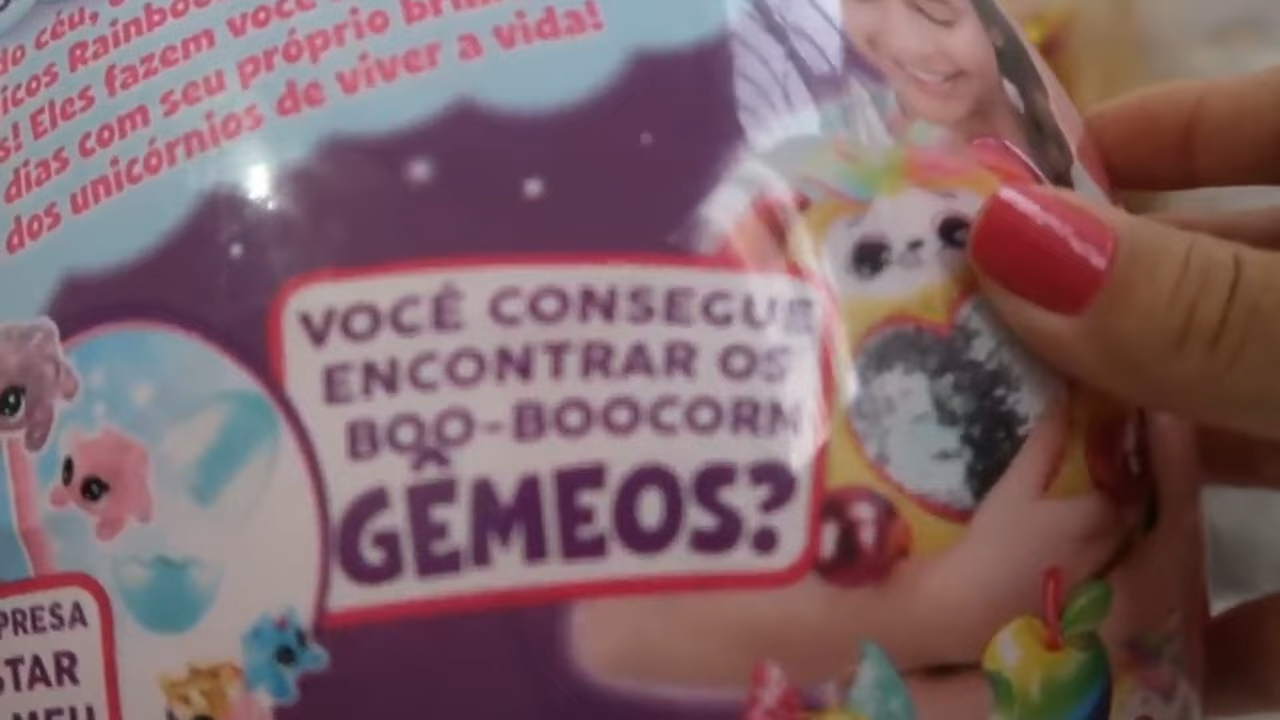 do céu,
icos Rainbo
s! Eles fazem você
dias com seu próprio
dos unicórnios de viver a vida!
VOCÊ CONSEGUE
ENCONTRAR OS
BOO-BOOCORN
GÊMEOS?
PRESA
STAR
MEU